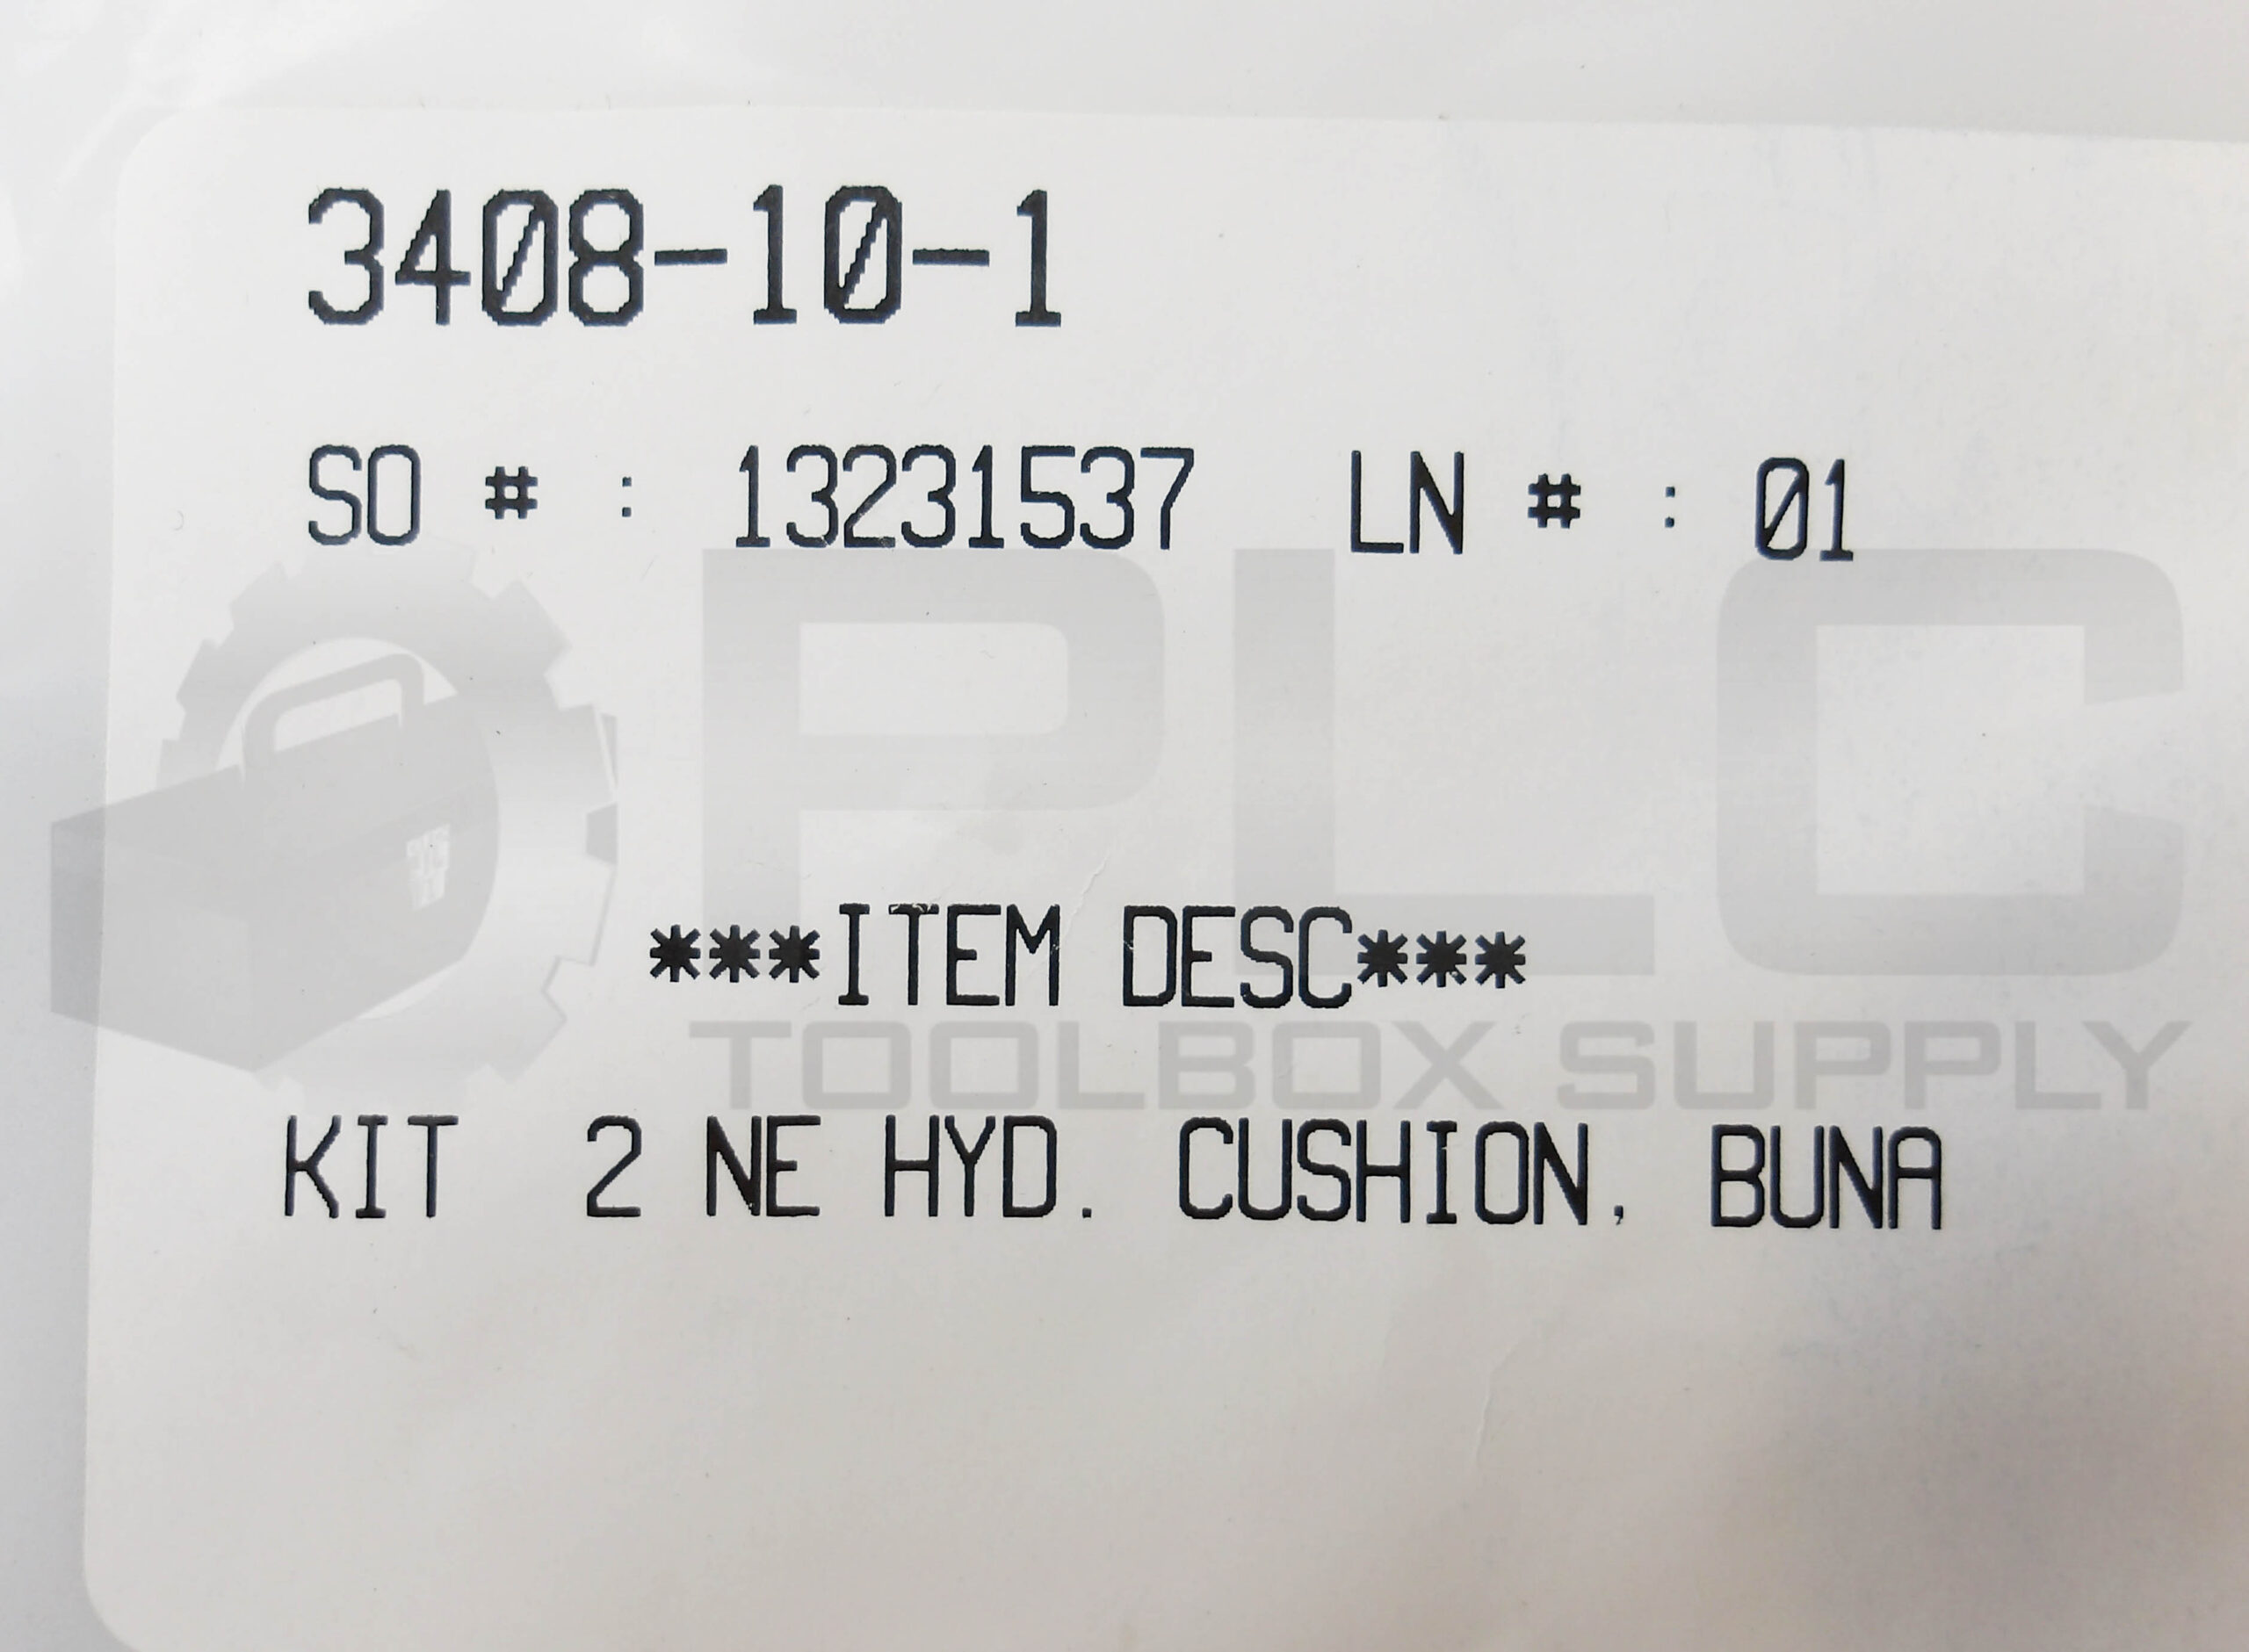 3408-10-1
SO # : 13231537 LN # : 01
PLC
***ITEM DESC***
TOOLBOX SUPPLY
KIT 2 NE HYD. CUSHION, BUNA